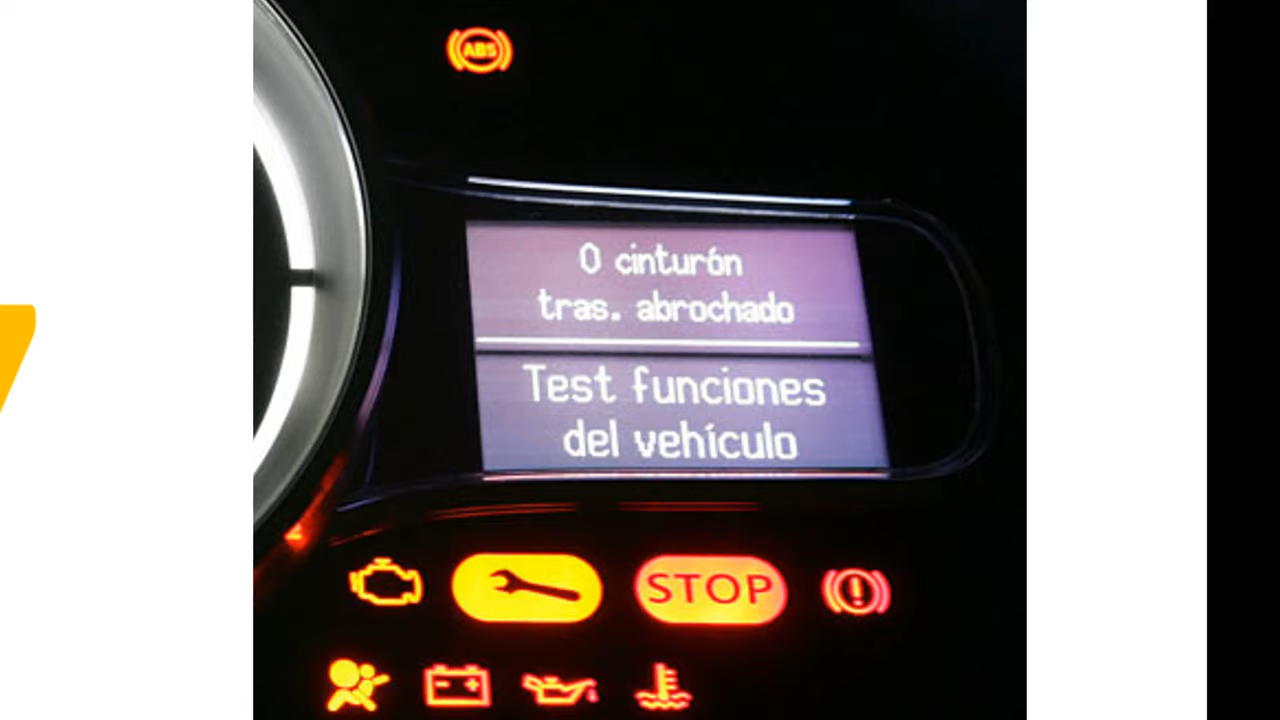 ABS
0 cinturón
tras. abrochado
Test funciones
del vehículo
STOP